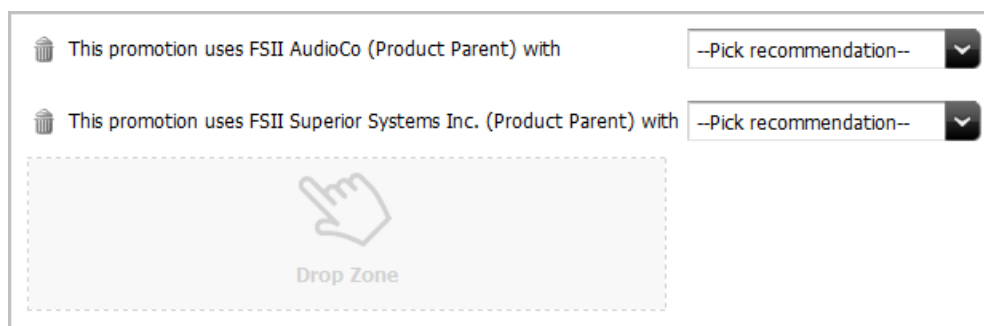 This promotion uses FSII AudioCo (Product Parent) with --Pick recommendation--
This promotion uses FSII Superior Systems Inc. (Product Parent) with --Pick recommendation--
Drop Zone